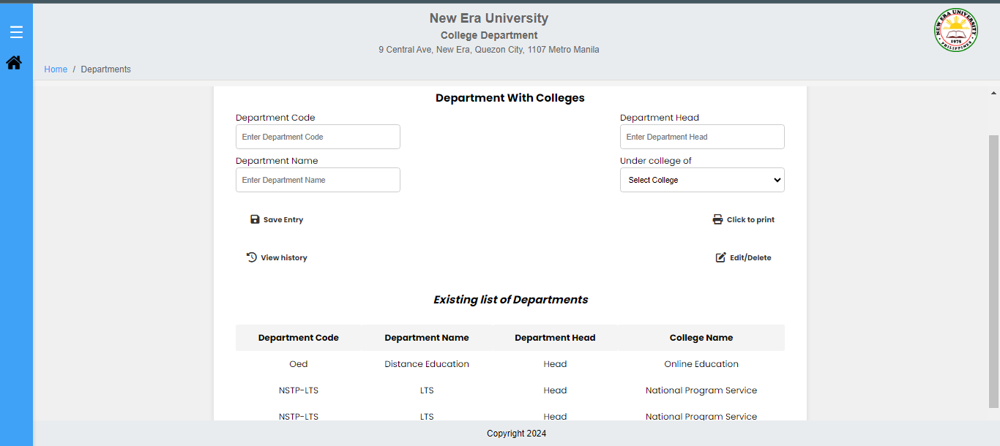 New Era University
College Department
9 Central Ave, New Era, Quezon City, 1107 Metro Manila
NEW ERA UNIVERSITY
1975
PHILIPPINES
Home / Departments
Department With Colleges
Department Code Department Head
Enter Department Code Enter Department Head
Department Name Under college of
Enter Department Name Select College
Save Entry Click to print
View history Edit/Delete
Existing list of Departments
Department Code Department Name Department Head College Name
Oed Distance Education Head Online Education
NSTP-LTS LTS Head National Program Service
NSTP-LTS LTS Head National Program Service
Copyright 2024